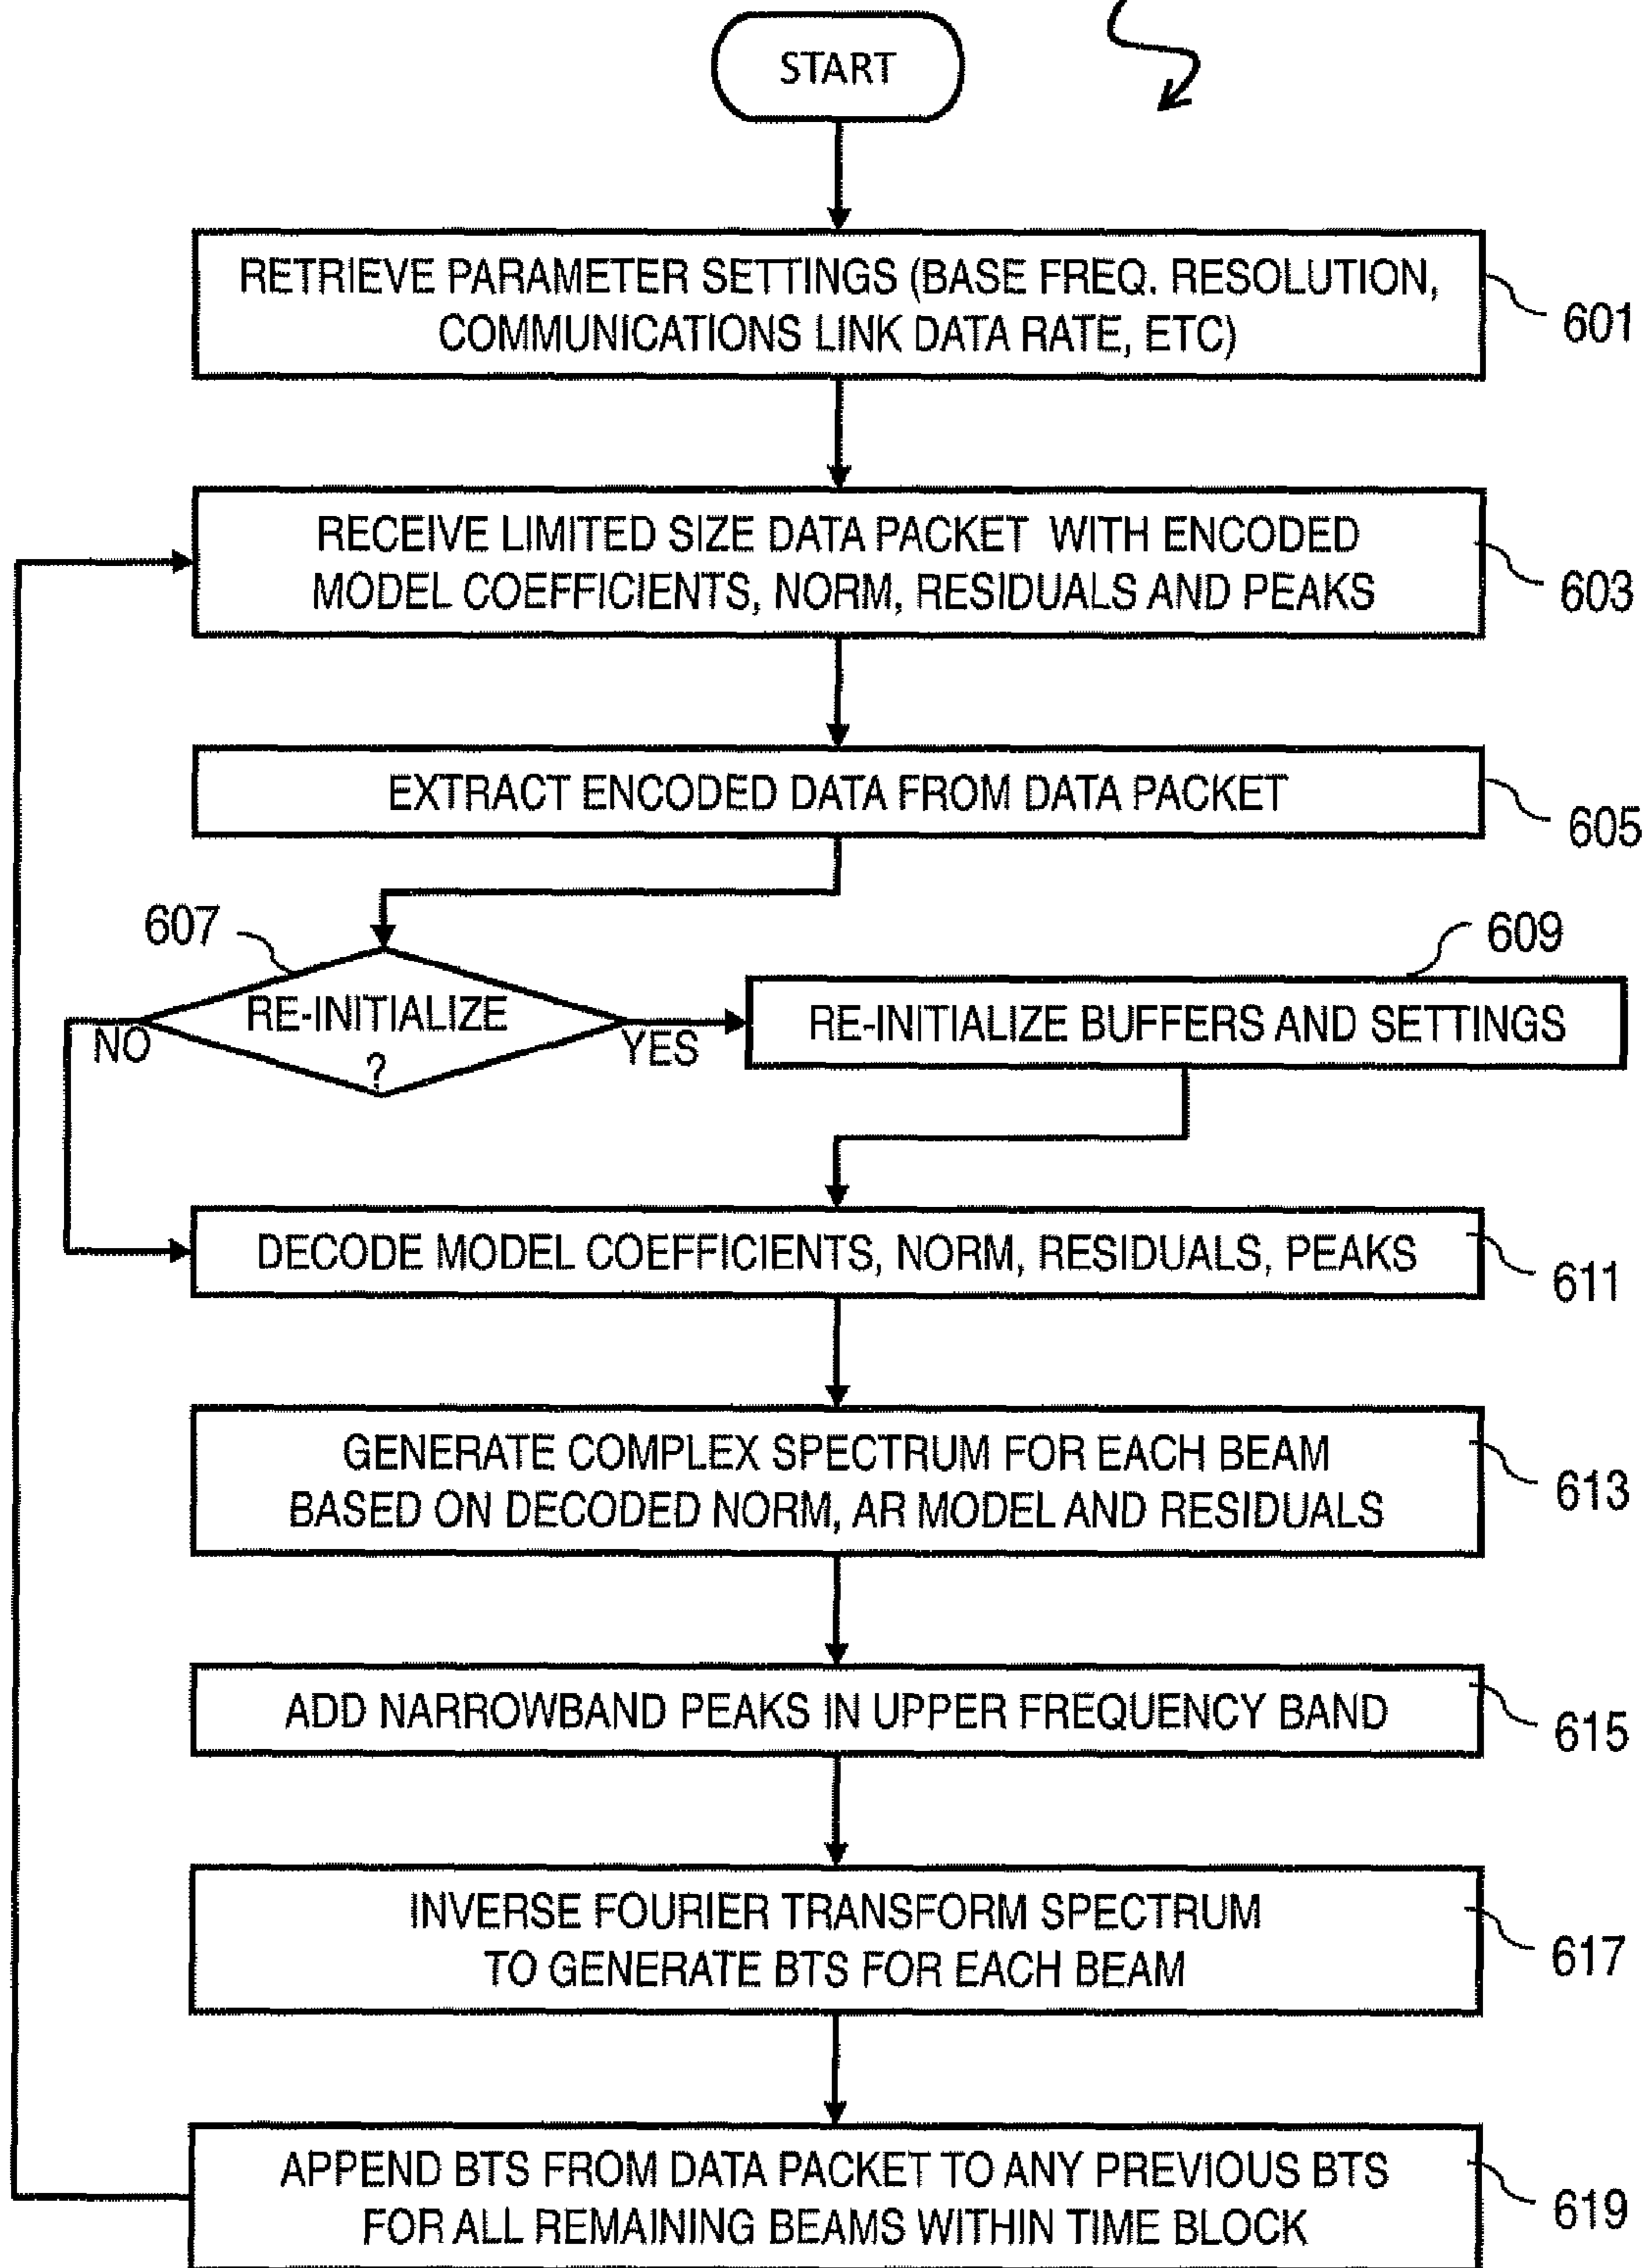 START
RETRIEVE PARAMETER SETTINGS (BASE FREQ. RESOLUTION,
COMMUNICATIONS LINK DATA RATE, ETC)
601
RECEIVE LIMITED SIZE DATA PACKET WITH ENCODED
MODEL COEFFICIENTS, NORM, RESIDUALS AND PEAKS
603
EXTRACT ENCODED DATA FROM DATA PACKET
605
607
RE-INITIALIZE
?
NO
YES
609
RE-INITIALIZE BUFFERS AND SETTINGS
DECODE MODEL COEFFICIENTS, NORM, RESIDUALS, PEAKS
611
GENERATE COMPLEX SPECTRUM FOR EACH BEAM
BASED ON DECODED NORM, AR MODEL AND RESIDUALS
613
ADD NARROWBAND PEAKS IN UPPER FREQUENCY BAND
615
INVERSE FOURIER TRANSFORM SPECTRUM
TO GENERATE BTS FOR EACH BEAM
617
APPEND BTS FROM DATA PACKET TO ANY PREVIOUS BTS
FOR ALL REMAINING BEAMS WITHIN TIME BLOCK
619